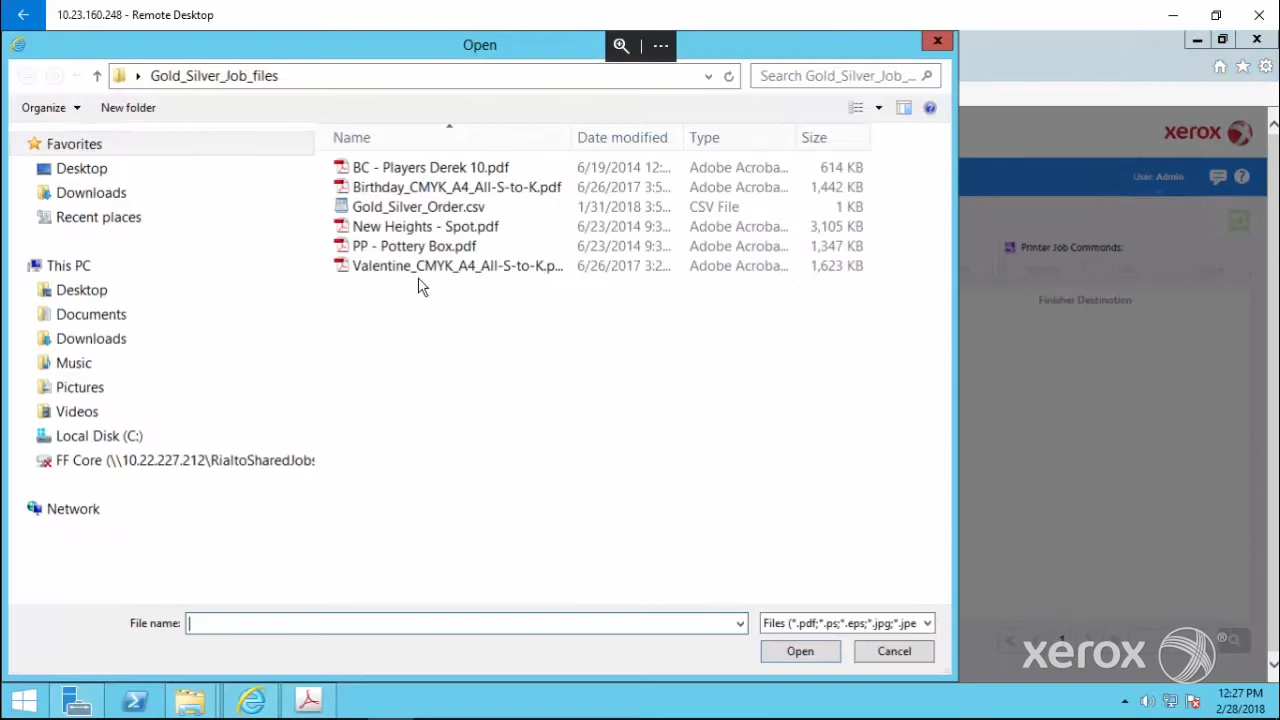 10.23.160.248 - Remote Desktop
Open
Gold_Silver_Job_files
Search Gold_Silver_Job_...
Organize
New folder
Name
Date modified
Type
Size
Favorites
Desktop
Downloads
Recent places
This PC
Desktop
Documents
Downloads
Music
Pictures
Videos
Local Disk (C:)
FF Core (\\10.22.227.212\RialtoSharedJobs
Network
BC - Players Derek 10.pdf 6/19/2014 12:... Adobe Acroba... 614 KB
Birthday_CMYK_A4_All-S-to-K.pdf 6/26/2017 3:5... Adobe Acroba... 1,442 KB
Gold_Silver_Order.csv 1/31/2018 3:5... CSV File 1 KB
New Heights - Spot.pdf 6/23/2014 9:3... Adobe Acroba... 3,105 KB
PP - Pottery Box.pdf 6/23/2014 9:3... Adobe Acroba... 1,347 KB
Valentine_CMYK_A4_All-S-to-K.p... 6/26/2017 3:2... Adobe Acroba... 1,623 KB
File name:
Files (*.pdf;*.ps;*.eps;*.jpg;*.jpe
Open
Cancel
xerox
User: Admin
Printer Job Commands:
Finisher Destination
xerox®
12:27 PM
2/28/2018